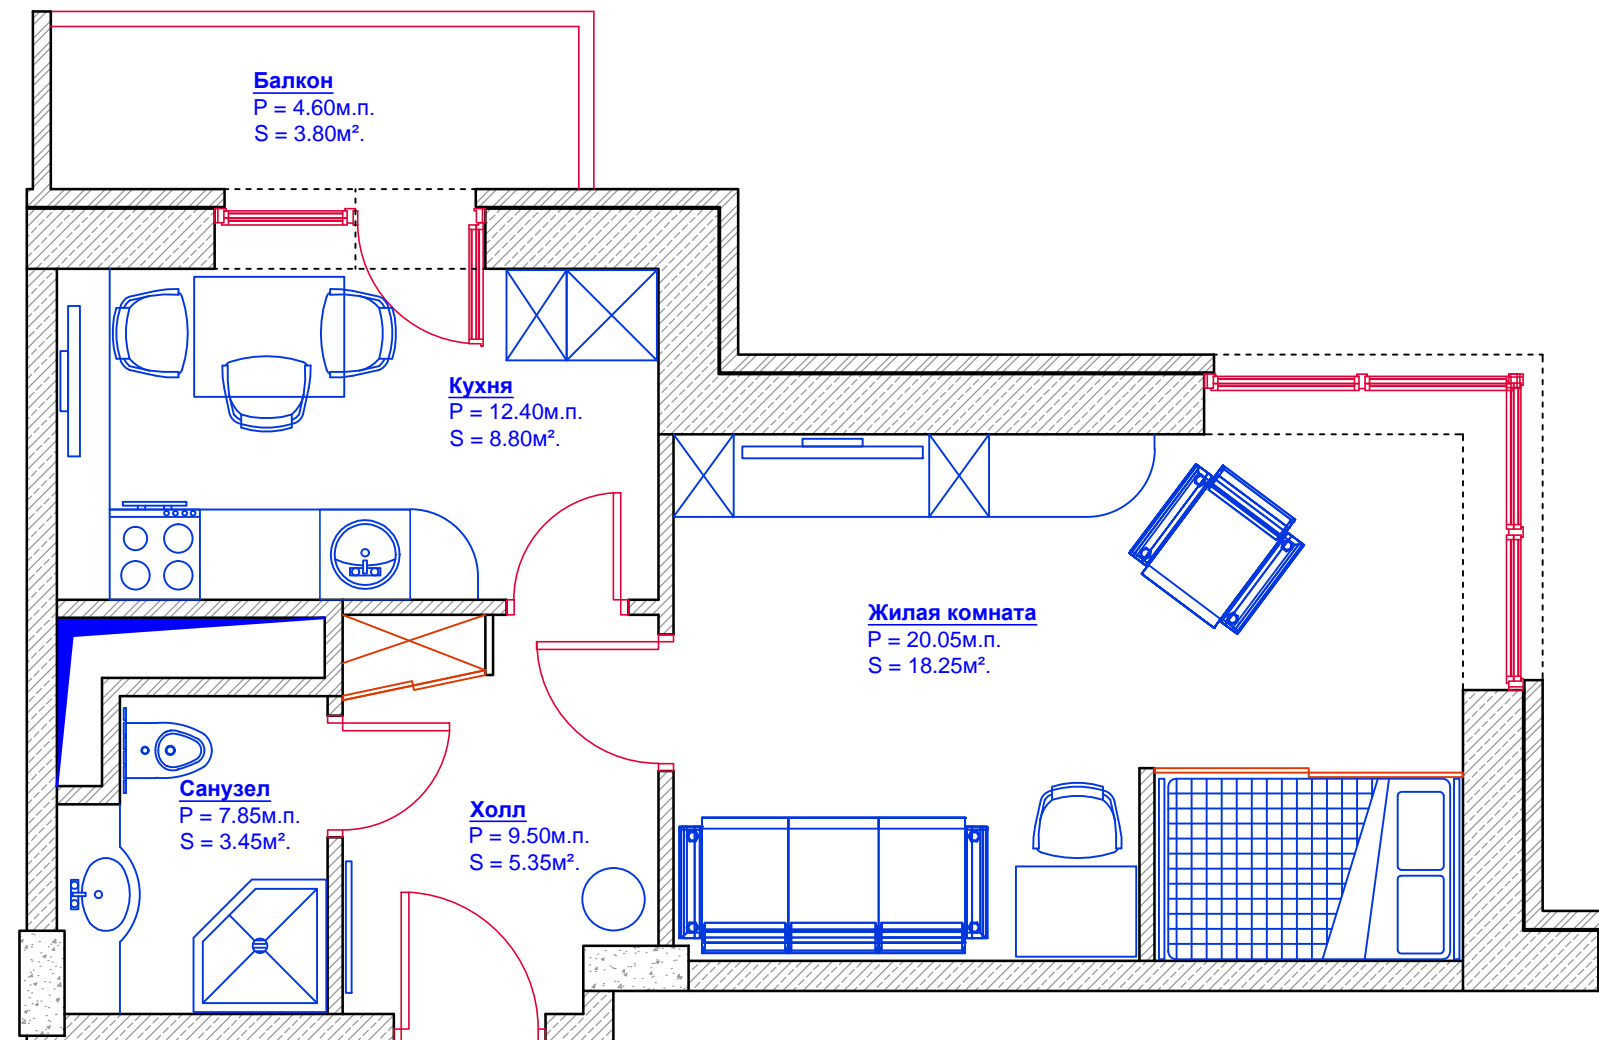 Балкон
P = 4.60м.п.
S = 3.80м².
Кухня
P = 12.40м.п.
S = 8.80м².
Жилая комната
P = 20.05м.п.
S = 18.25м².
Санузел
P = 7.85м.п.
S = 3.45м².
Холл
P = 9.50м.п.
S = 5.35м².